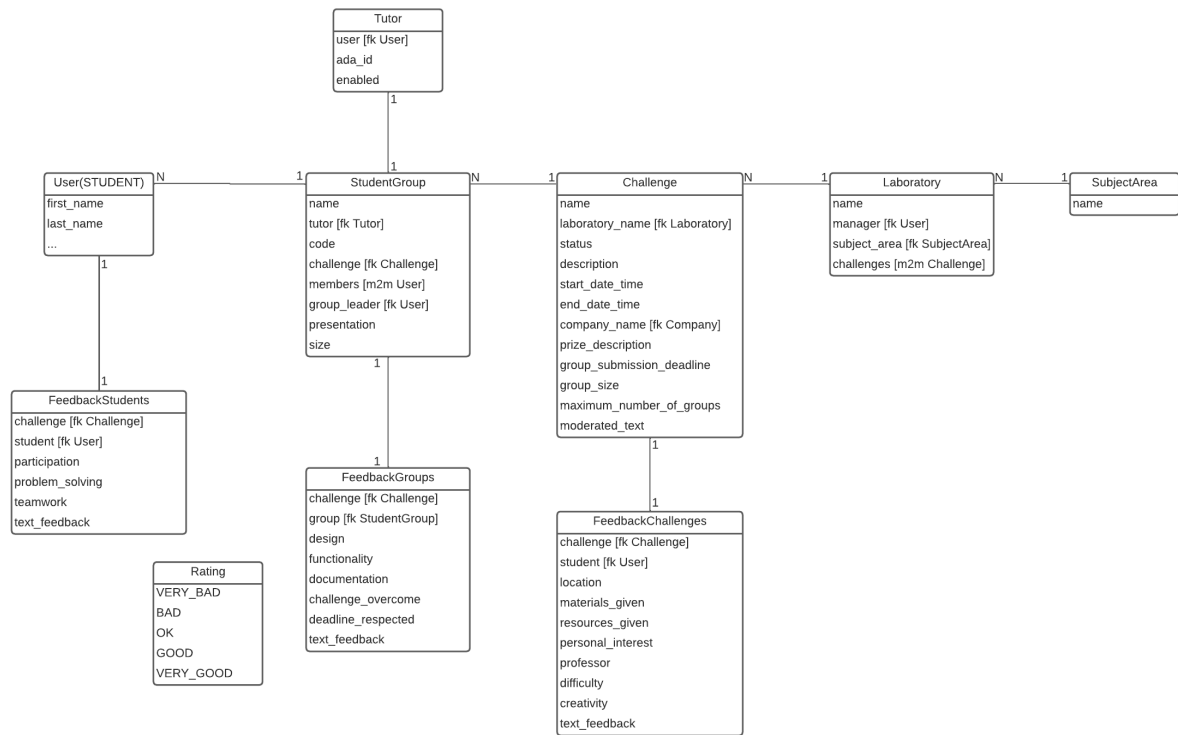 Tutor
user [fk User]
ada_id
enabled
1
1
User(STUDENT)
first_name
last_name
...
N
1
1
StudentGroup
name
tutor [fk Tutor]
code
challenge [fk Challenge]
members [m2m User]
group_leader [fk User]
presentation
size
N
1
1
Challenge
name
laboratory_name [fk Laboratory]
status
description
start_date_time
end_date_time
company_name [fk Company]
prize_description
group_submission_deadline
group_size
maximum_number_of_groups
moderated_text
N
1
1
Laboratory
name
manager [fk User]
subject_area [fk SubjectArea]
challenges [m2m Challenge]
N
1
SubjectArea
name
1
FeedbackStudents
challenge [fk Challenge]
student [fk User]
participation
problem_solving
teamwork
text_feedback
1
FeedbackGroups
challenge [fk Challenge]
group [fk StudentGroup]
design
functionality
documentation
challenge_overcome
deadline_respected
text_feedback
1
FeedbackChallenges
challenge [fk Challenge]
student [fk User]
location
materials_given
resources_given
personal_interest
professor
difficulty
creativity
text_feedback
Rating
VERY_BAD
BAD
OK
GOOD
VERY_GOOD